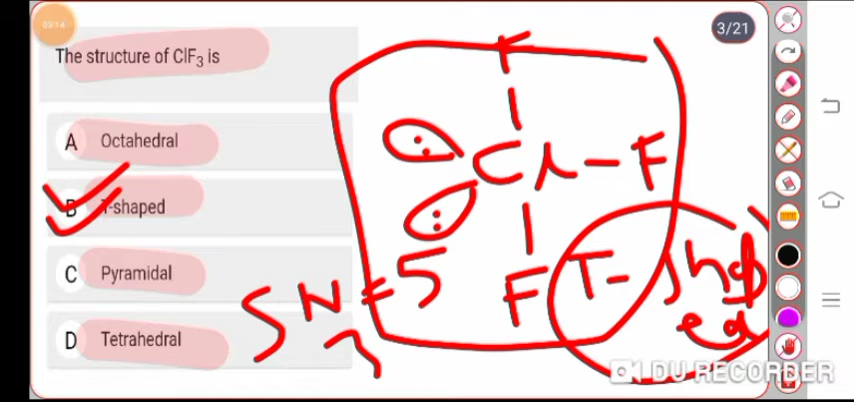 03:14
3/21
The structure of ClF₃ is
A Octahedral
B T-shaped
C Pyramidal
D Tetrahedral
F
Cl - F
F
SN = 5
T-shaped
DU RECORDER